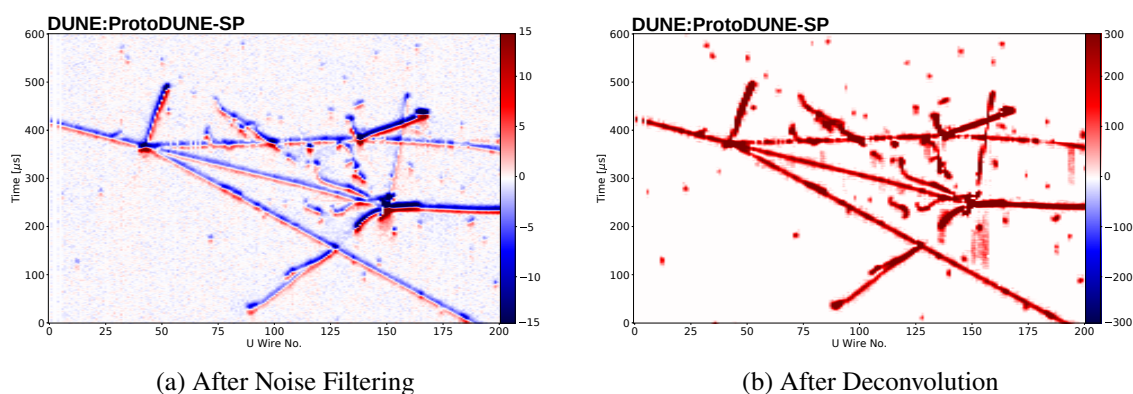 DUNE:ProtoDUNE-SP
600
500
400
300
200
100
0
Time [µs]
0 25 50 75 100 125 150 175 200
U Wire No.
15
10
5
0
−5
−10
−15
(a) After Noise Filtering
DUNE:ProtoDUNE-SP
600
500
400
300
200
100
0
Time [µs]
0 25 50 75 100 125 150 175 200
U Wire No.
300
200
100
0
−100
−200
−300
(b) After Deconvolution